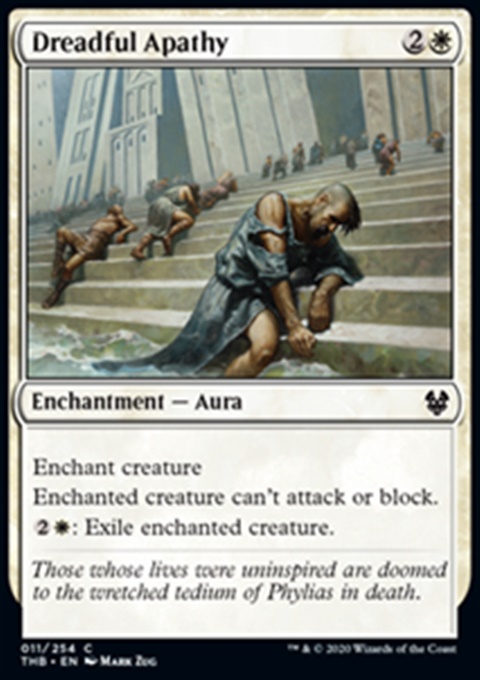 Dreadful Apathy 2
Enchantment — Aura
Enchant creature
Enchanted creature can't attack or block.
2: Exile enchanted creature.
Those whose lives were uninspired are doomed
to the wretched tedium of Phylias in death.
011/254 C
THB • EN Mark Zug
™ & © 2020 Wizards of the Coast